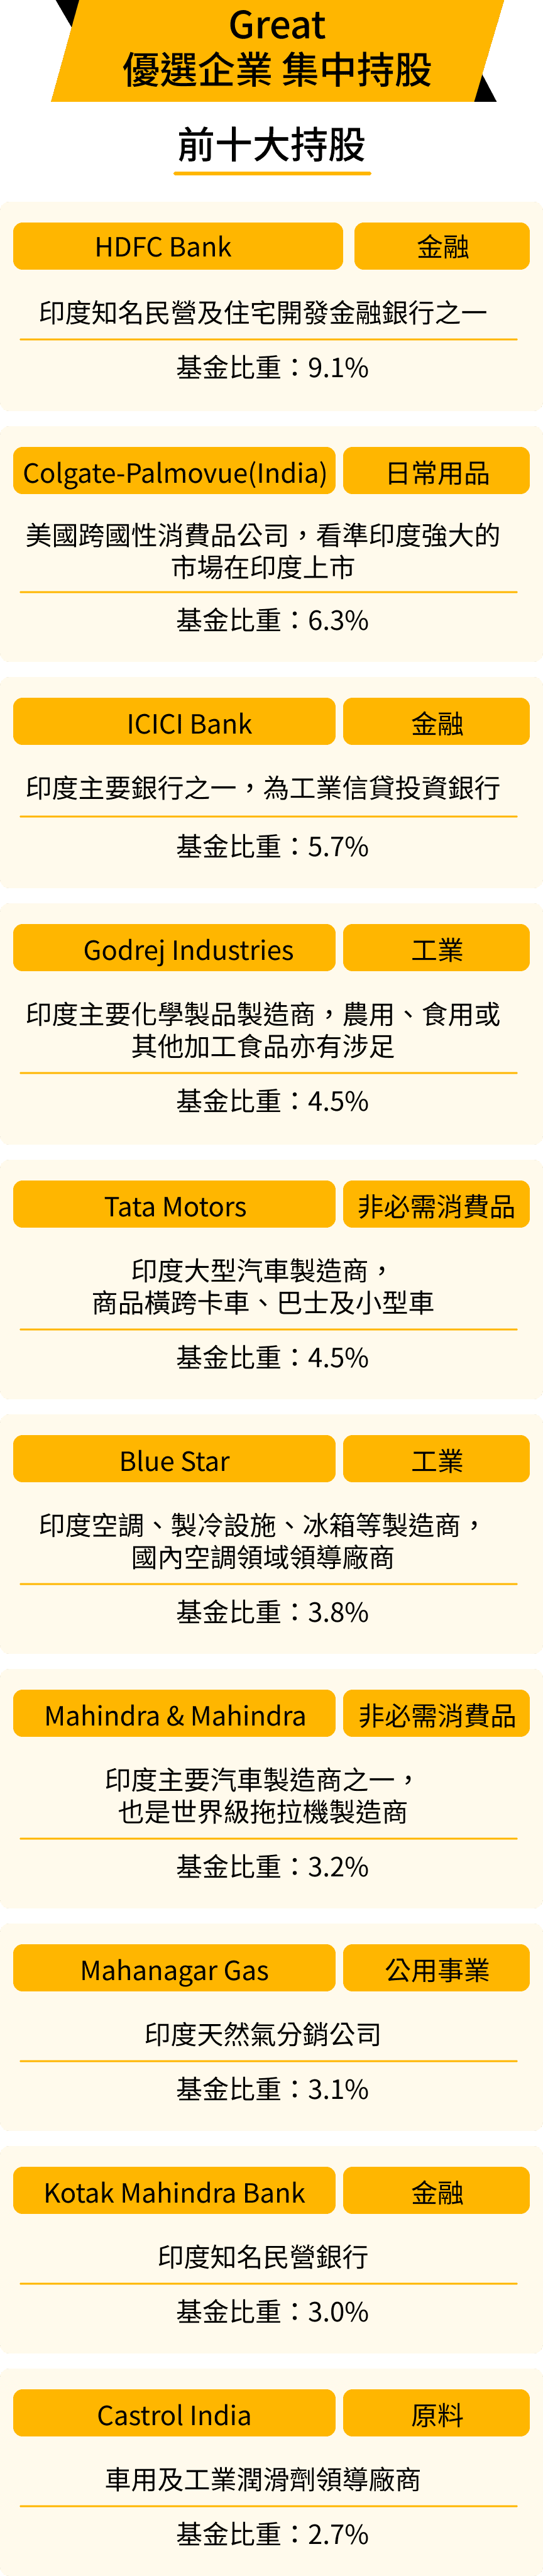 Great
優選企業 集中持股
前十大持股
HDFC Bank
金融
印度知名民營及住宅開發金融銀行之一
基金比重：9.1%
Colgate-Palmovue(India)
日常用品
美國跨國性消費品公司，看準印度強大的
市場在印度上市
基金比重：6.3%
ICICI Bank
金融
印度主要銀行之一，為工業信貸投資銀行
基金比重：5.7%
Godrej Industries
工業
印度主要化學製品製造商，農用、食用或
其他加工食品亦有涉足
基金比重：4.5%
Tata Motors
非必需消費品
印度大型汽車製造商，
商品橫跨卡車、巴士及小型車
基金比重：4.5%
Blue Star
工業
印度空調、製冷設施、冰箱等製造商，
國內空調領域領導廠商
基金比重：3.8%
Mahindra & Mahindra
非必需消費品
印度主要汽車製造商之一，
也是世界級拖拉機製造商
基金比重：3.2%
Mahanagar Gas
公用事業
印度天然氣分銷公司
基金比重：3.1%
Kotak Mahindra Bank
金融
印度知名民營銀行
基金比重：3.0%
Castrol India
原料
車用及工業潤滑劑領導廠商
基金比重：2.7%